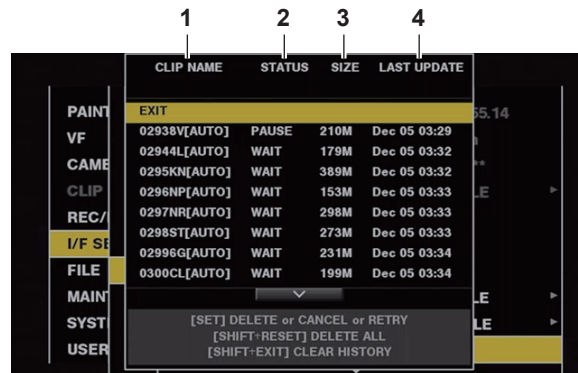 1 2 3 4
CLIP NAME STATUS SIZE LAST UPDATE
EXIT
02938V[AUTO] PAUSE 210M Dec 05 03:29
02944L[AUTO] WAIT 179M Dec 05 03:32
0295KN[AUTO] WAIT 389M Dec 05 03:32
0296NP[AUTO] WAIT 153M Dec 05 03:33
0297NR[AUTO] WAIT 298M Dec 05 03:33
0298ST[AUTO] WAIT 273M Dec 05 03:33
02996G[AUTO] WAIT 231M Dec 05 03:34
0300CL[AUTO] WAIT 199M Dec 05 03:34
[SET] DELETE or CANCEL or RETRY
[SHIFT+RESET] DELETE ALL
[SHIFT+EXIT] CLEAR HISTORY
PAINT
VF
CAME
CLIP
REC/
I/F SE
FILE
MAIN
SYST
USER
55.14
**
LE
LE
LE